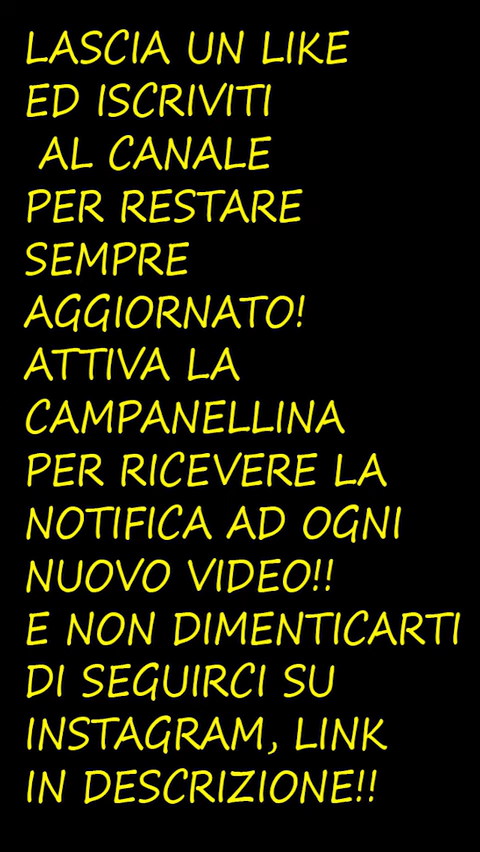 LASCIA UN LIKE
ED ISCRIVITI
AL CANALE
PER RESTARE
SEMPRE
AGGIORNATO!
ATTIVA LA
CAMPANELLINA
PER RICEVERE LA
NOTIFICA AD OGNI
NUOVO VIDEO!!
E NON DIMENTICARTI
DI SEGUIRCI SU
INSTAGRAM, LINK
IN DESCRIZIONE!!